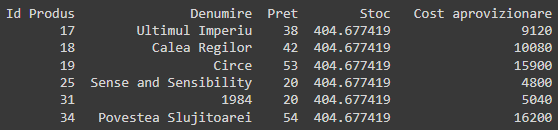 Id Produs Denumire Pret Stoc Cost aprovizionare
17 Ultimul Imperiu 38 404.677419 9120
18 Calea Regilor 42 404.677419 10080
19 Circe 53 404.677419 15900
25 Sense and Sensibility 20 404.677419 4800
31 1984 20 404.677419 5040
34 Povestea Slujitoarei 54 404.677419 16200